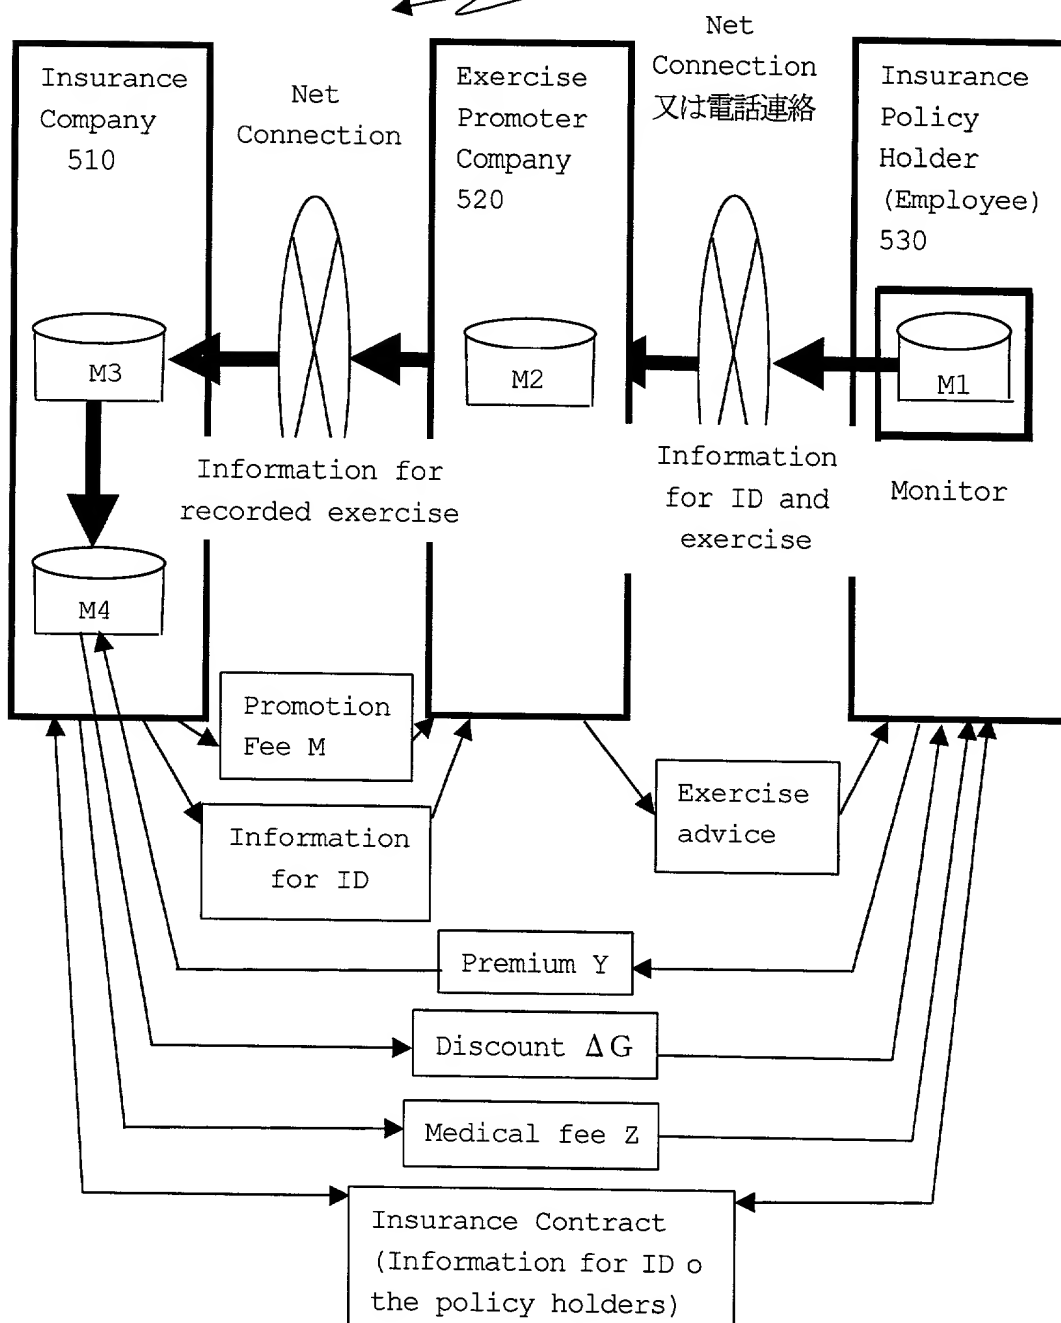 Insurance
Company
510
Net
Connection
Exercise
Promoter
Company
520
Net
Connection
又は電話連絡
Insurance
Policy
Holder
(Employee)
530
M3
M2
M1
Information for
recorded exercise
Information
for ID and
exercise
Monitor
M4
Promotion
Fee M
Information
for ID
Exercise
advice
Premium Y
Discount ΔG
Medical fee Z
Insurance Contract
(Information for ID o
the policy holders)